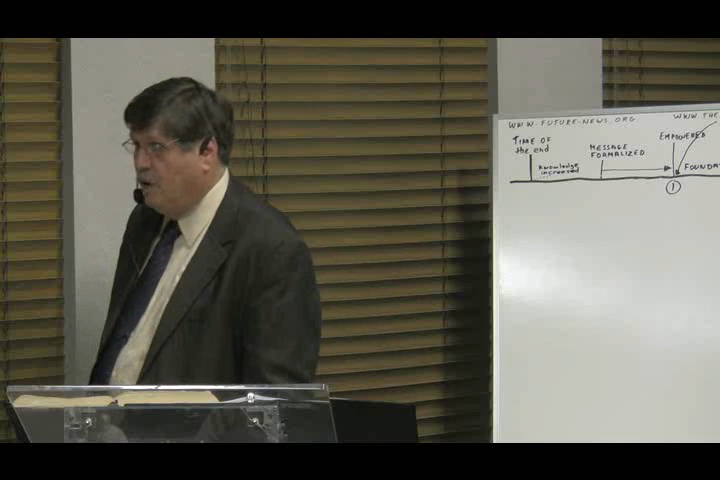 WWW.FUTURE-NEWS.ORG
WWW.THE
TIME OF
the end
Knowledge
increased
MESSAGE
FORMALIZED
EMPOWERED
FOUNDA
1